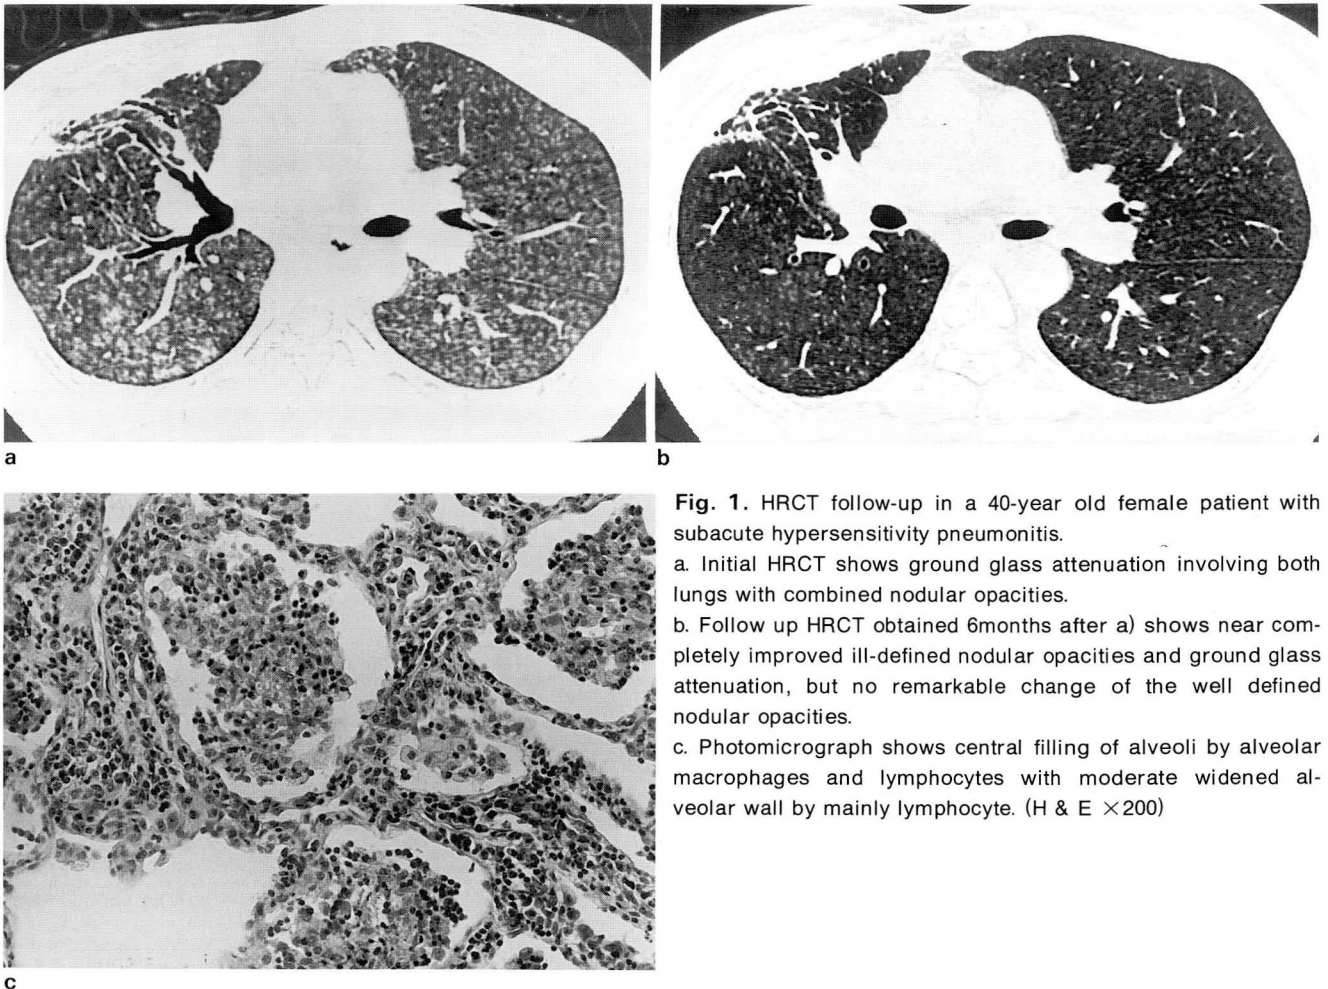 a
b
Fig. 1. HRCT follow-up in a 40-year old female patient with
subacute hypersensitivity pneumonitis.
a. Initial HRCT shows ground glass attenuation involving both
lungs with combined nodular opacities.
b. Follow up HRCT obtained 6months after a) shows near com-
pletely improved ill-defined nodular opacities and ground glass
attenuation, but no remarkable change of the well defined
nodular opacities.
c. Photomicrograph shows central filling of alveoli by alveolar
macrophages and lymphocytes with moderate widened al-
veolar wall by mainly lymphocyte. (H & E ×200)
c